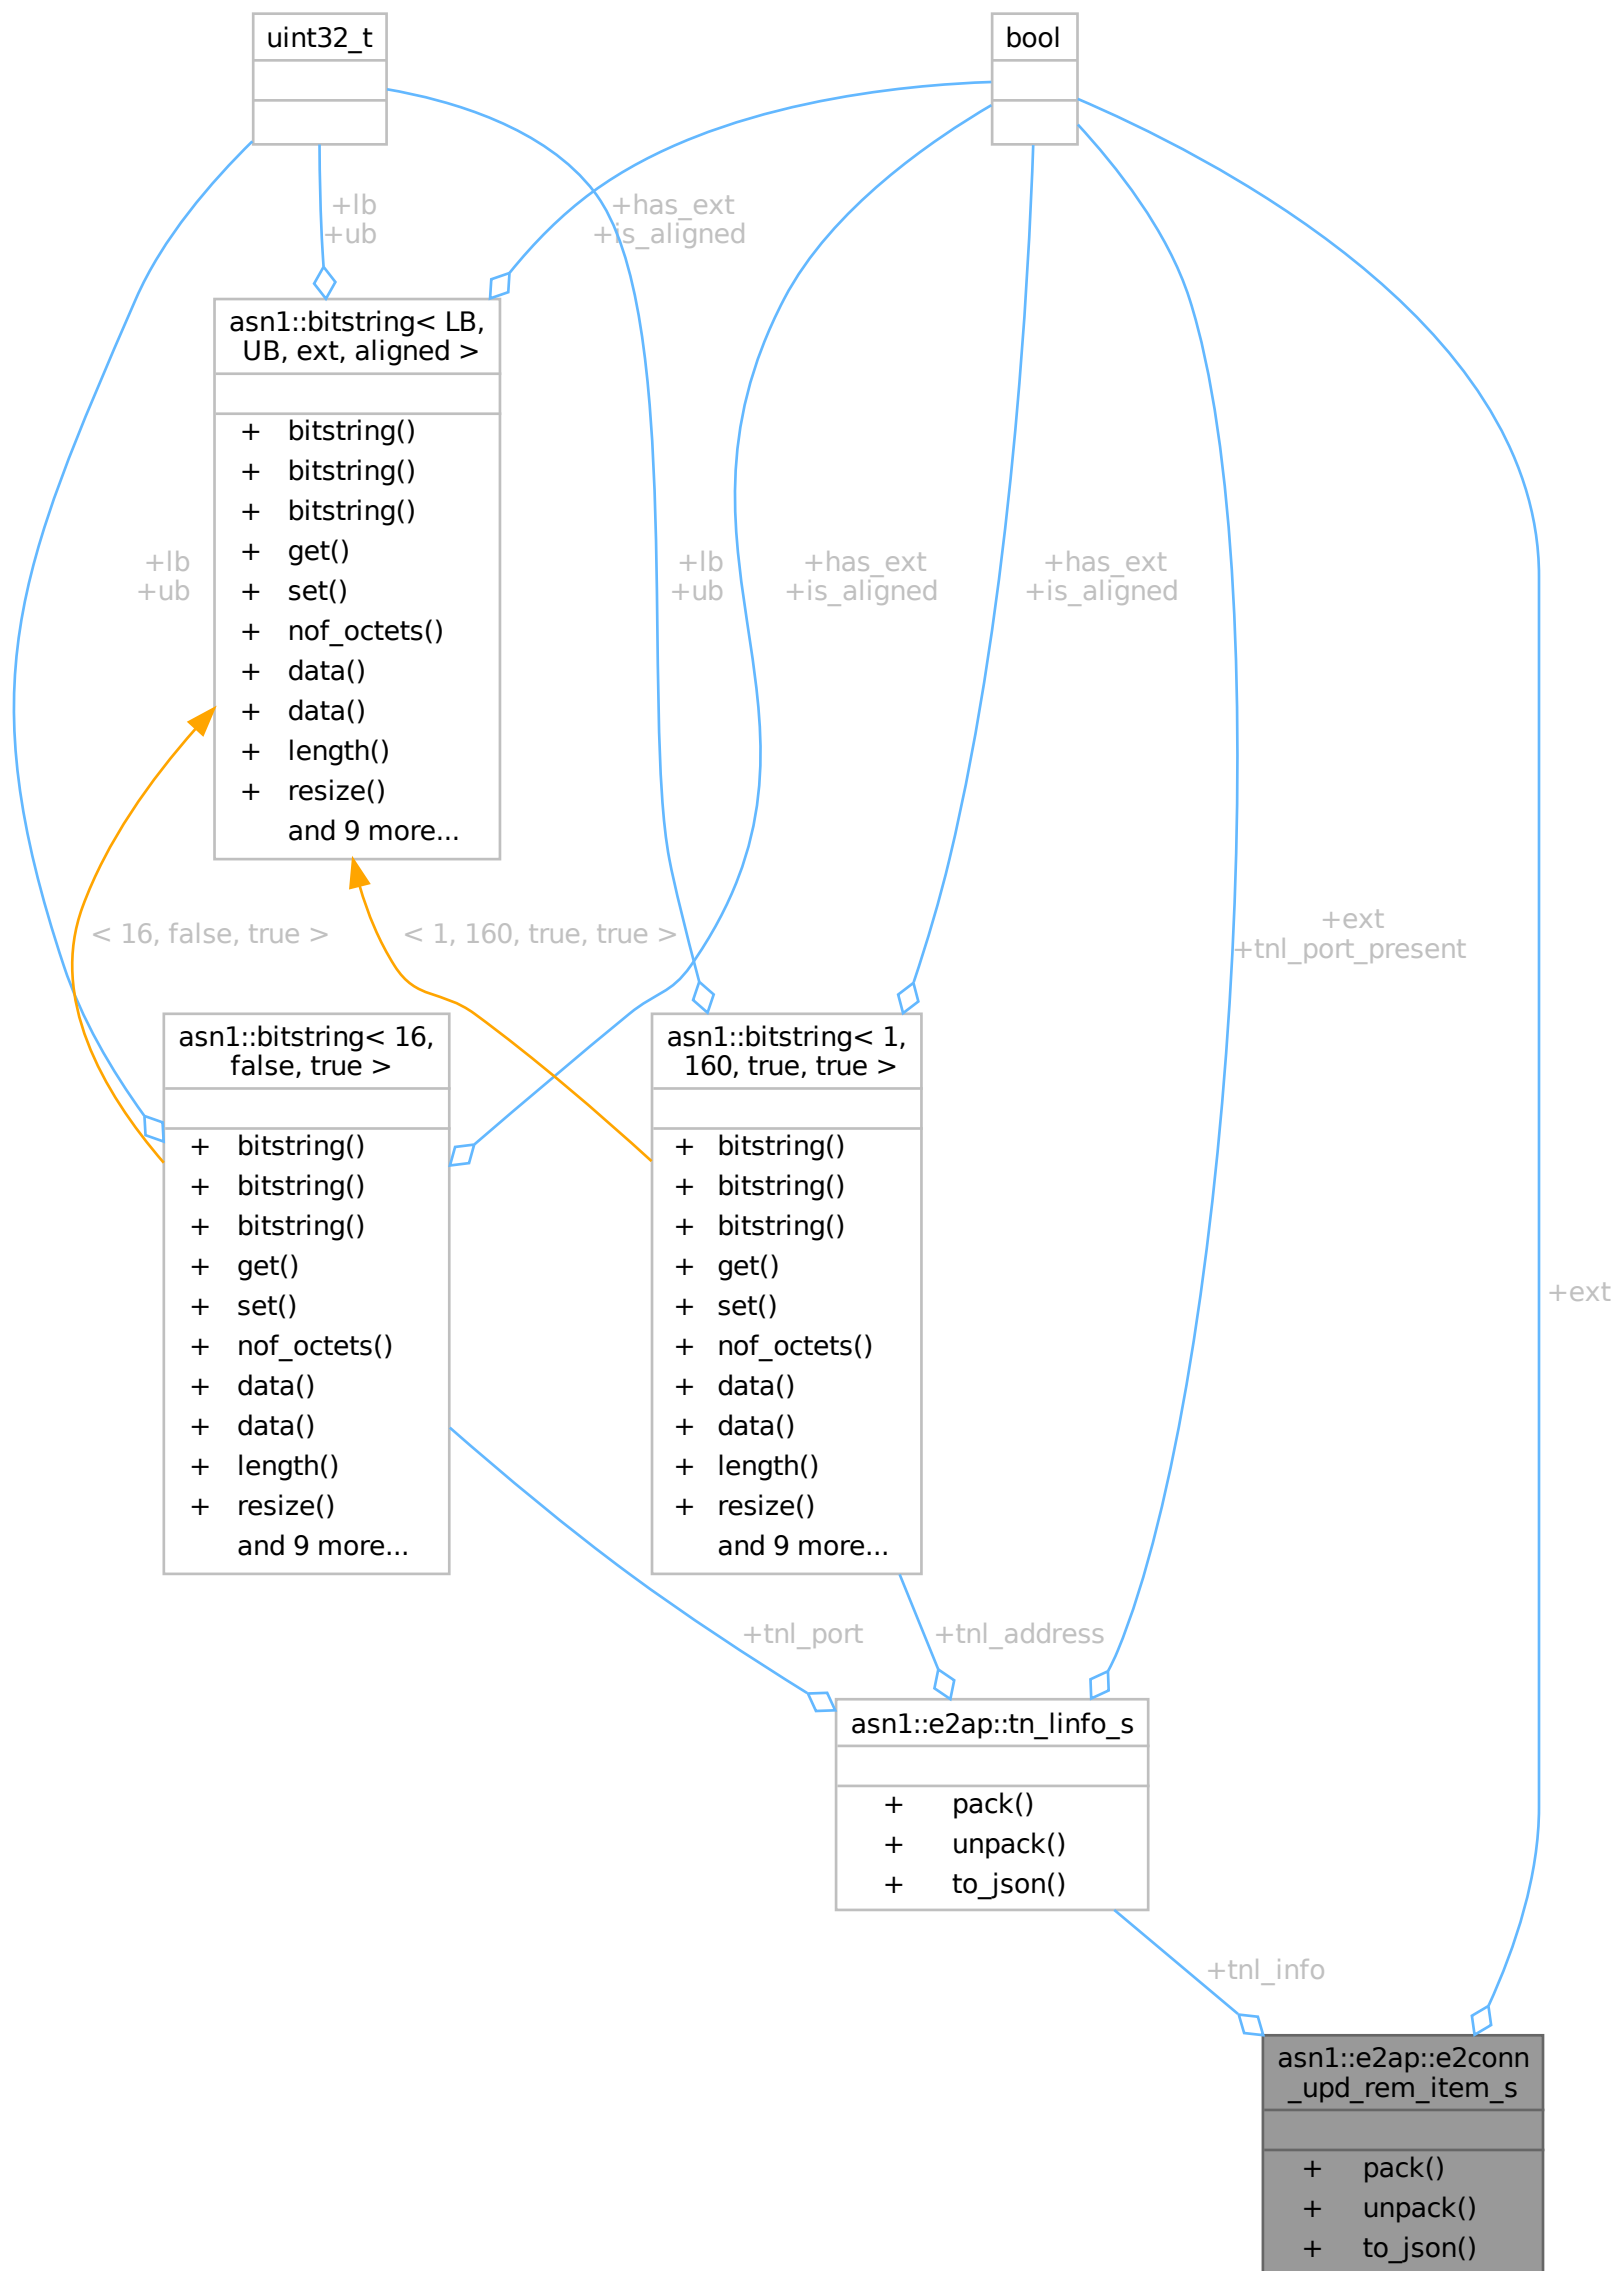 uint32_t
bool
+lb
+ub
+has_ext
+is_aligned
asn1::bitstring< LB,
UB, ext, aligned >
+ bitstring()
+ bitstring()
+ bitstring()
+ get()
+ set()
+ nof_octets()
+ data()
+ data()
+ length()
+ resize()
and 9 more...
+lb
+ub
+lb
+ub
+has_ext
+is_aligned
+has_ext
+is_aligned
< 16, false, true >
< 1, 160, true, true >
+ext
+tnl_port_present
asn1::bitstring< 16,
false, true >
+ bitstring()
+ bitstring()
+ bitstring()
+ get()
+ set()
+ nof_octets()
+ data()
+ data()
+ length()
+ resize()
and 9 more...
asn1::bitstring< 1,
160, true, true >
+ bitstring()
+ bitstring()
+ bitstring()
+ get()
+ set()
+ nof_octets()
+ data()
+ data()
+ length()
+ resize()
and 9 more...
+ext
+tnl_port
+tnl_address
asn1::e2ap::tn_linfo_s
+ pack()
+ unpack()
+ to_json()
+tnl_info
asn1::e2ap::e2conn
_upd_rem_item_s
+ pack()
+ unpack()
+ to_json()